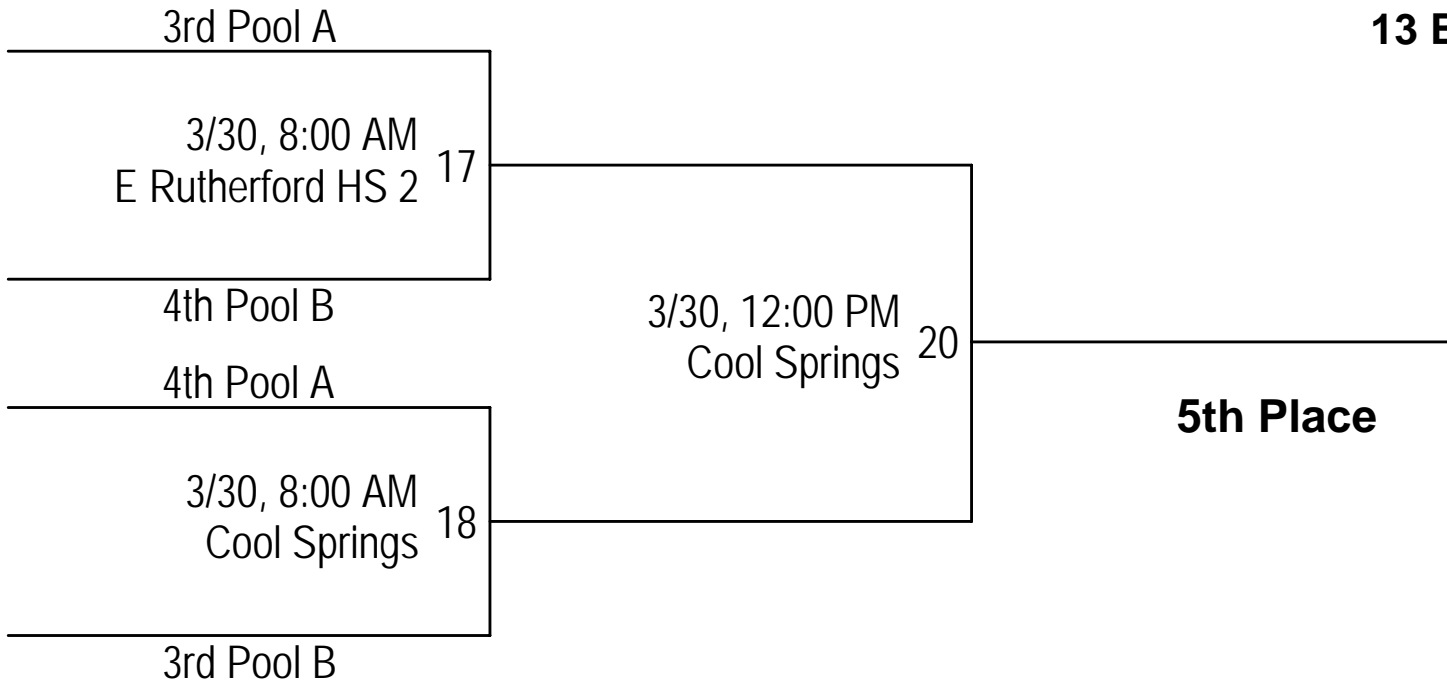 3rd Pool A
13
3/30, 8:00 AM
E Rutherford HS 2
17
4th Pool B
3/30, 12:00 PM
Cool Springs
20
4th Pool A
5th Place
3/30, 8:00 AM
Cool Springs
18
3rd Pool B